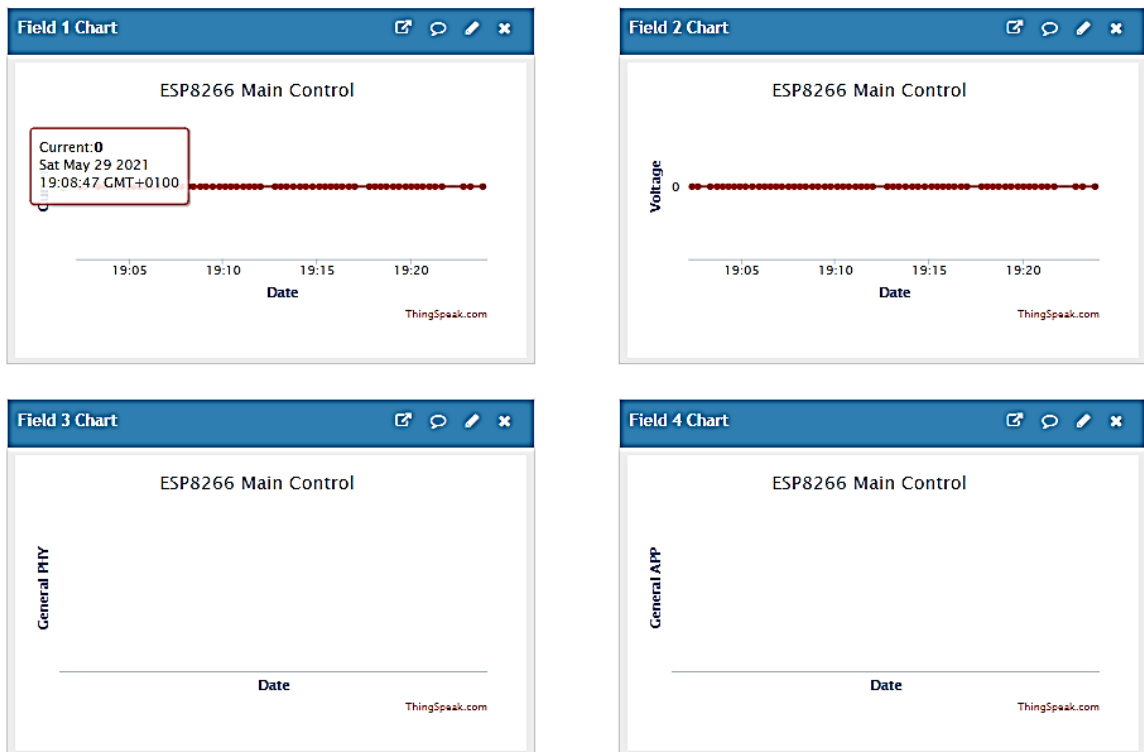 Field 1 Chart
ESP8266 Main Control
Current:0
Sat May 29 2021
19:08:47 GMT+0100
19:05 19:10 19:15 19:20
Date
ThingSpeak.com
Field 2 Chart
ESP8266 Main Control
Voltage
0
19:05 19:10 19:15 19:20
Date
ThingSpeak.com
Field 3 Chart
ESP8266 Main Control
General PHY
Date
ThingSpeak.com
Field 4 Chart
ESP8266 Main Control
General APP
Date
ThingSpeak.com